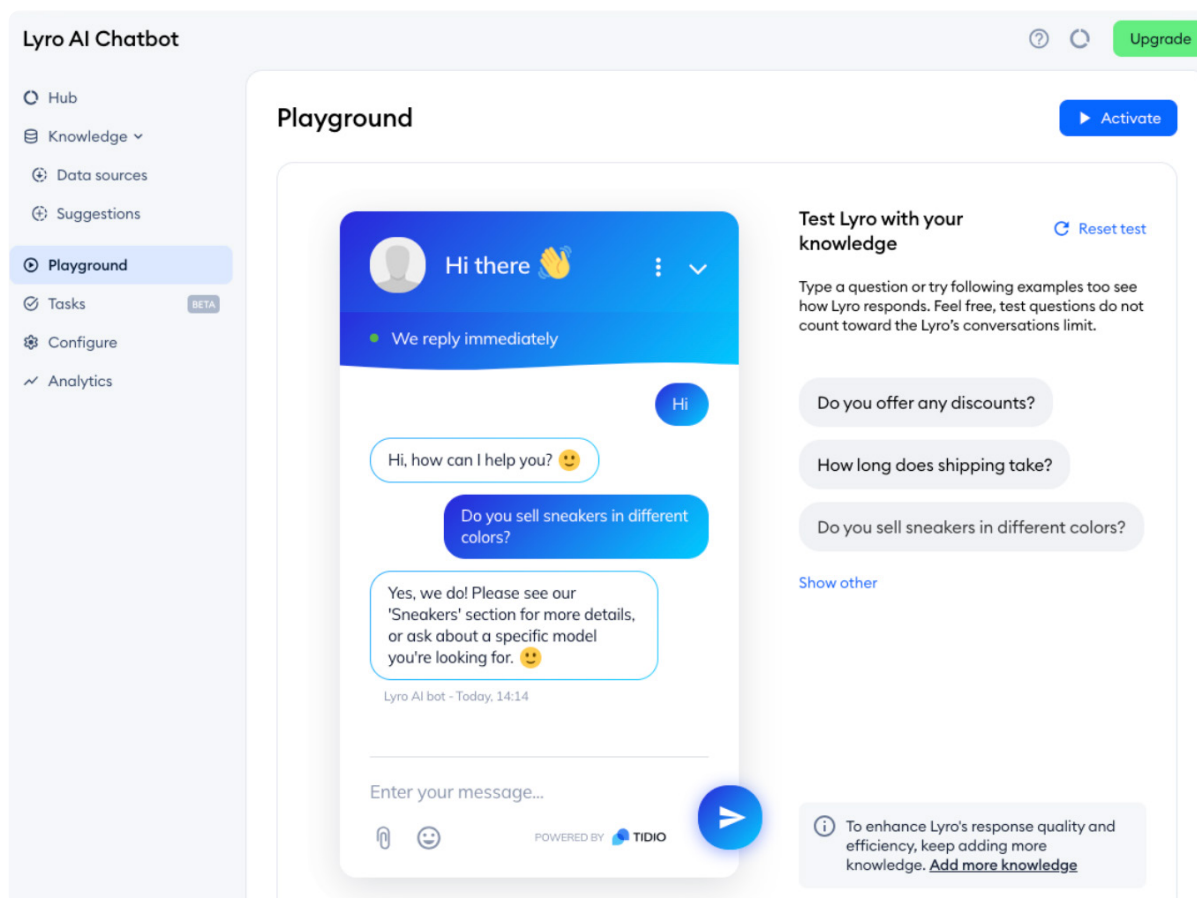 Lyro AI Chatbot
Upgrade
Hub
Knowledge
Data sources
Suggestions
Playground
Tasks
BETA
Configure
Analytics
Playground
Activate
Hi there 👋
We reply immediately
Hi
Hi, how can I help you? 🙂
Do you sell sneakers in different
colors?
Yes, we do! Please see our
'Sneakers' section for more details,
or ask about a specific model
you're looking for. 🙂
Lyro AI bot - Today, 14:14
Enter your message...
POWERED BY TIDIO
Test Lyro with your
knowledge
Reset test
Type a question or try following examples too see
how Lyro responds. Feel free, test questions do not
count toward the Lyro's conversations limit.
Do you offer any discounts?
How long does shipping take?
Do you sell sneakers in different colors?
Show other
To enhance Lyro's response quality and
efficiency, keep adding more
knowledge. Add more knowledge